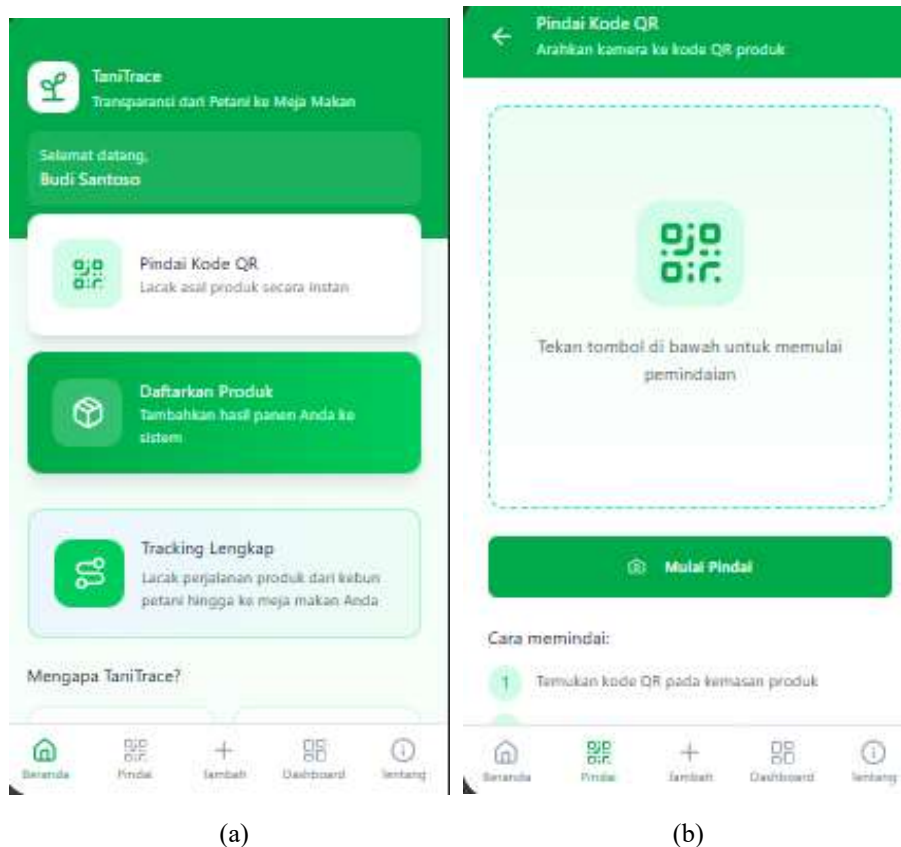 TaniTrace
Transparansi dari Petani ke Meja Makan
Selamat datang,
Budi Santoso
Pindai Kode QR
Lacak asal produk secara instan
Daftarkan Produk
Tambahkan hasil panen Anda ke
sistem
Tracking Lengkap
Lacak perjalanan produk dari kebun
petani hingga ke meja makan Anda
Mengapa TaniTrace?
Beranda
Pindai
Tambah
Dashboard
Tentang
(a)
Pindai Kode QR
Arahkan kamera ke kode QR produk
Tekan tombol di bawah untuk memulai
pemindaian
Mulai Pindai
Cara memindai:
1 Temukan kode QR pada kemasan produk
Beranda
Pindai
Tambah
Dashboard
Tentang
(b)